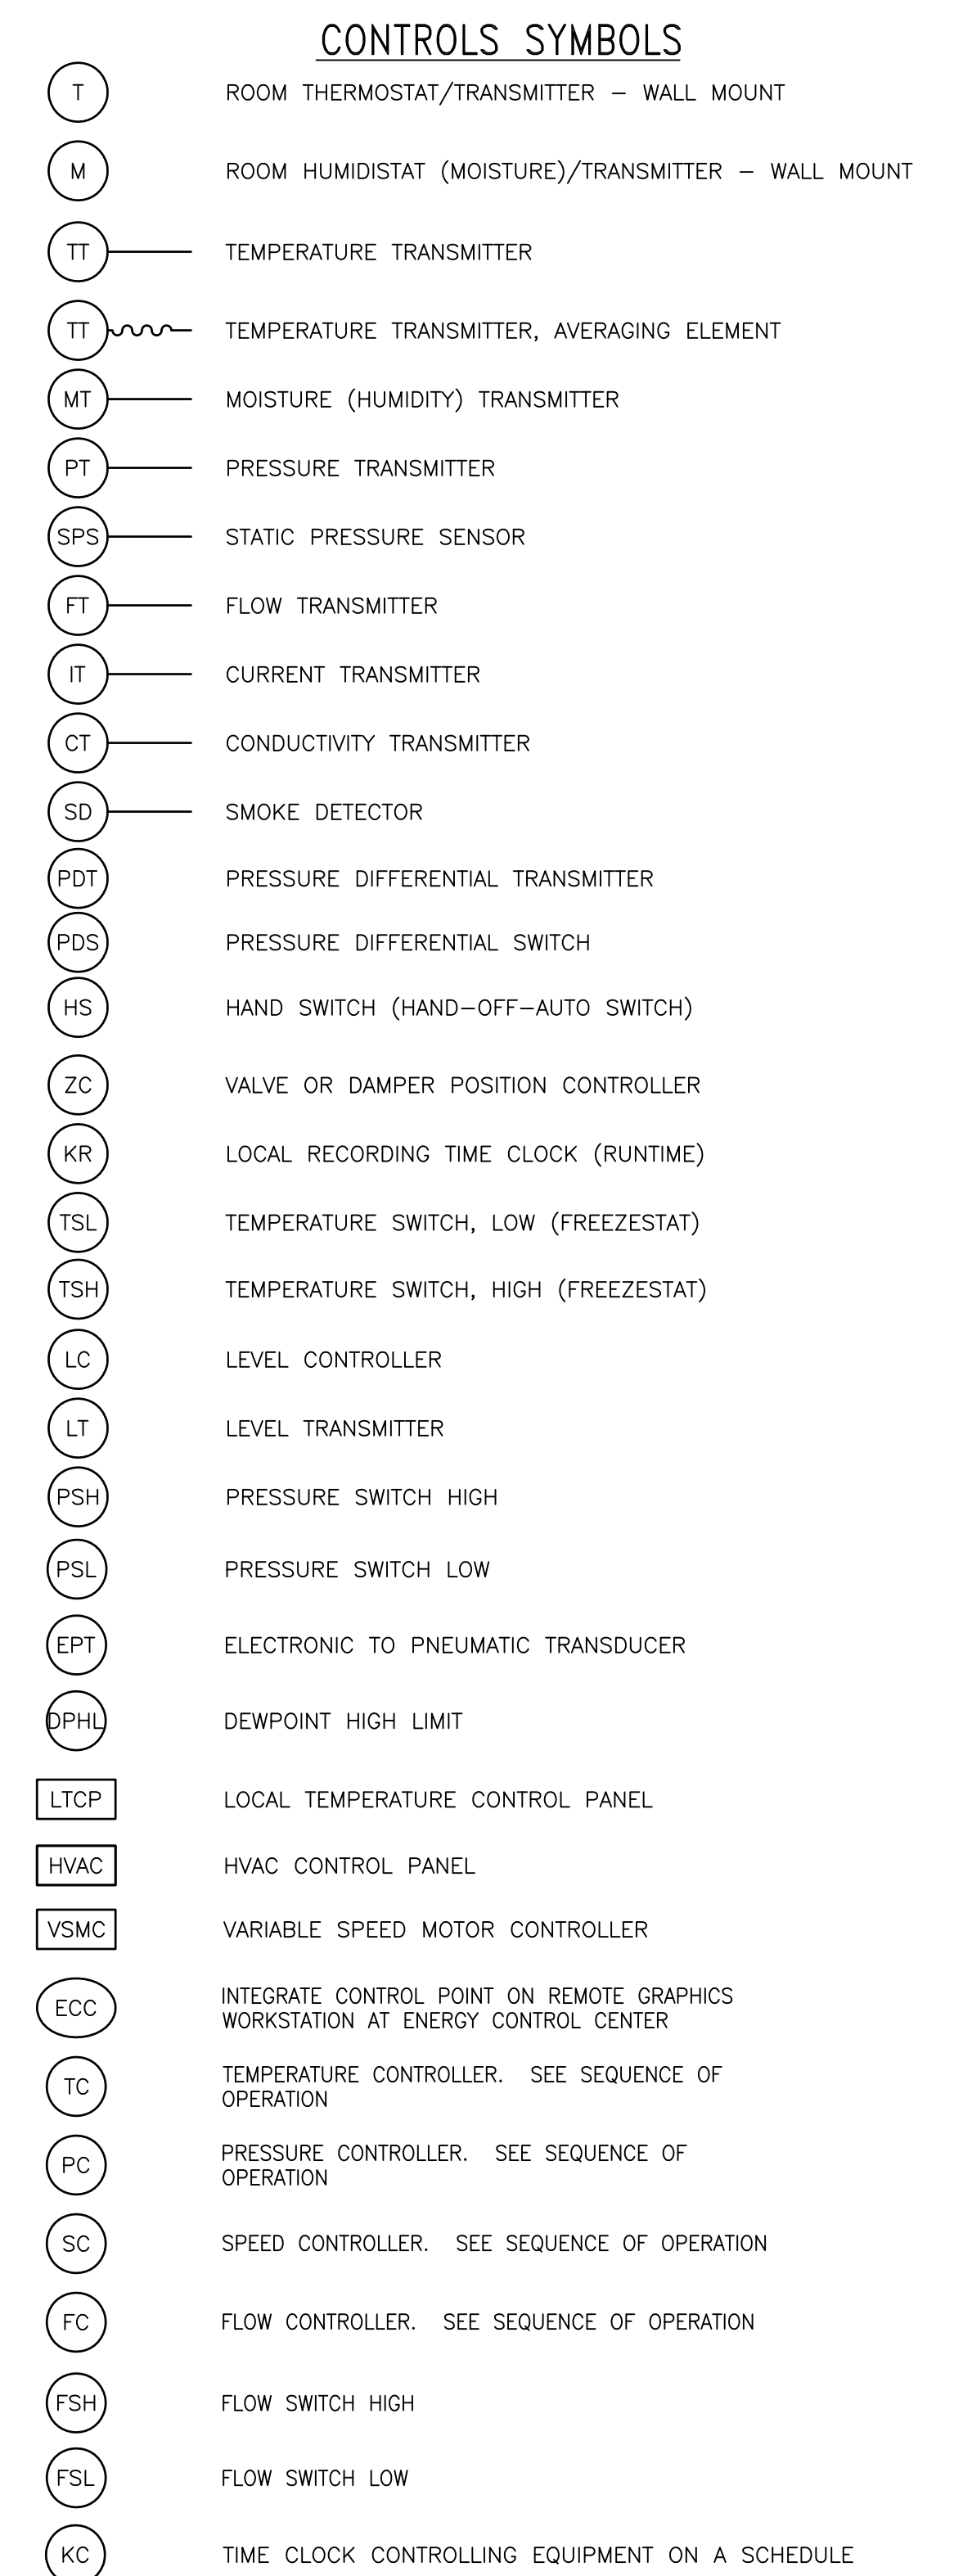 CONTROLS SYMBOLS
T ROOM THERMOSTAT/TRANSMITTER – WALL MOUNT
M ROOM HUMIDISTAT (MOISTURE)/TRANSMITTER – WALL MOUNT
TT TEMPERATURE TRANSMITTER
TT TEMPERATURE TRANSMITTER, AVERAGING ELEMENT
MT MOISTURE (HUMIDITY) TRANSMITTER
PT PRESSURE TRANSMITTER
SPS STATIC PRESSURE SENSOR
FT FLOW TRANSMITTER
IT CURRENT TRANSMITTER
CT CONDUCTIVITY TRANSMITTER
SD SMOKE DETECTOR
PDT PRESSURE DIFFERENTIAL TRANSMITTER
PDS PRESSURE DIFFERENTIAL SWITCH
HS HAND SWITCH (HAND–OFF–AUTO SWITCH)
ZC VALVE OR DAMPER POSITION CONTROLLER
KR LOCAL RECORDING TIME CLOCK (RUNTIME)
TSL TEMPERATURE SWITCH, LOW (FREEZESTAT)
TSH TEMPERATURE SWITCH, HIGH (FREEZESTAT)
LC LEVEL CONTROLLER
LT LEVEL TRANSMITTER
PSH PRESSURE SWITCH HIGH
PSL PRESSURE SWITCH LOW
EPT ELECTRONIC TO PNEUMATIC TRANSDUCER
DPHL DEWPOINT HIGH LIMIT
LTCP LOCAL TEMPERATURE CONTROL PANEL
HVAC HVAC CONTROL PANEL
VSMC VARIABLE SPEED MOTOR CONTROLLER
ECC INTEGRATE CONTROL POINT ON REMOTE GRAPHICS
WORKSTATION AT ENERGY CONTROL CENTER
TC TEMPERATURE CONTROLLER. SEE SEQUENCE OF
OPERATION
PC PRESSURE CONTROLLER. SEE SEQUENCE OF
OPERATION
SC SPEED CONTROLLER. SEE SEQUENCE OF OPERATION
FC FLOW CONTROLLER. SEE SEQUENCE OF OPERATION
FSH FLOW SWITCH HIGH
FSL FLOW SWITCH LOW
KC TIME CLOCK CONTROLLING EQUIPMENT ON A SCHEDULE